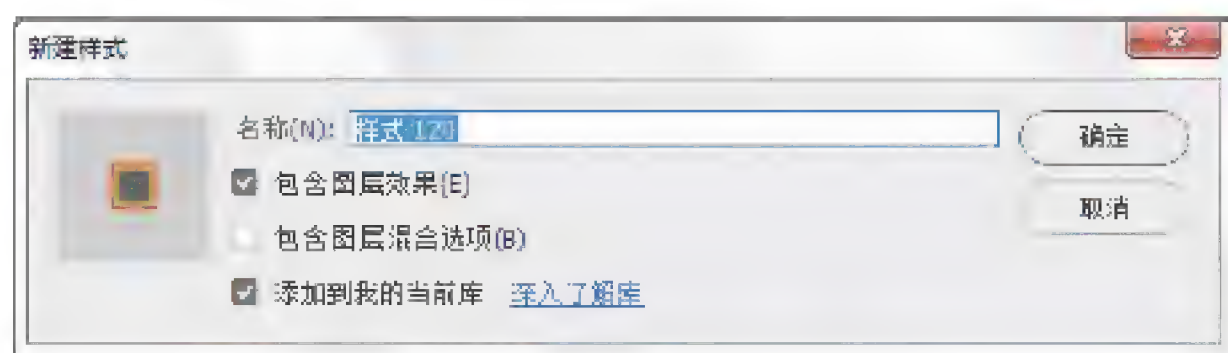 新建样式
名称(N): 样式 120
确定
包含图层效果(E)
取消
包含图层混合选项(B)
添加到我的当前库 深入了解库